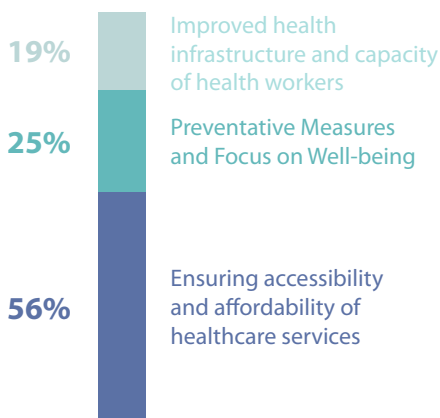 19%
Improved health
infrastructure and capacity
of health workers
25%
Preventative Measures
and Focus on Well-being
56%
Ensuring accessibility
and affordability of
healthcare services